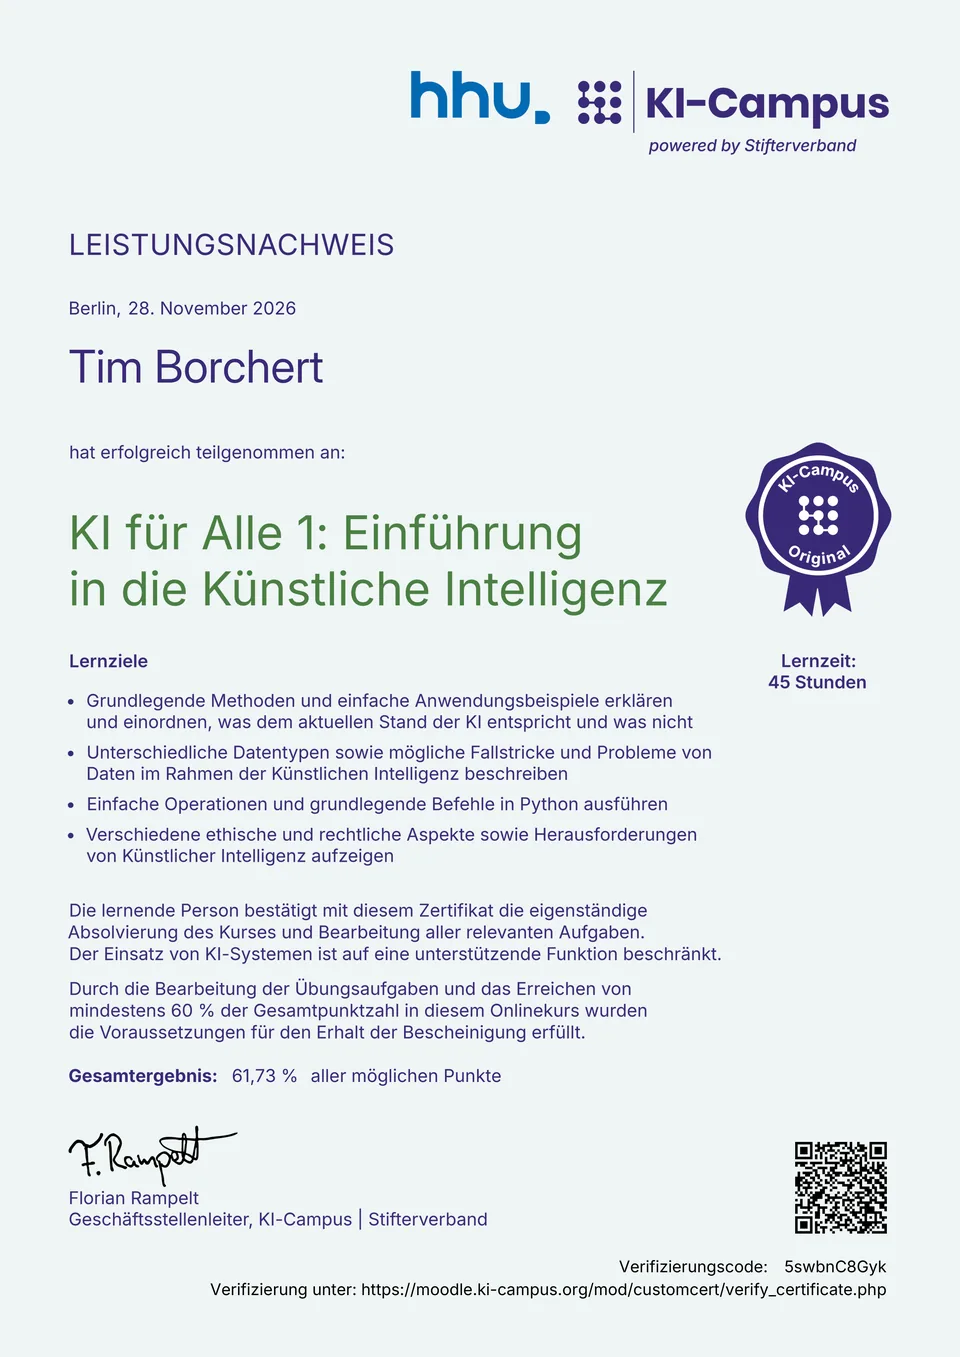 hhu.
KI-Campus
powered by Stifterverband
LEISTUNGSNACHWEIS
Berlin, 28. November 2026
Tim Borchert
hat erfolgreich teilgenommen an:
KI-Campus
Original
KI für Alle 1: Einführung
in die Künstliche Intelligenz
Lernziele
Lernzeit:
45 Stunden
• Grundlegende Methoden und einfache Anwendungsbeispiele erklären
und einordnen, was dem aktuellen Stand der KI entspricht und was nicht
• Unterschiedliche Datentypen sowie mögliche Fallstricke und Probleme von
Daten im Rahmen der Künstlichen Intelligenz beschreiben
• Einfache Operationen und grundlegende Befehle in Python ausführen
• Verschiedene ethische und rechtliche Aspekte sowie Herausforderungen
von Künstlicher Intelligenz aufzeigen
Die lernende Person bestätigt mit diesem Zertifikat die eigenständige
Absolvierung des Kurses und Bearbeitung aller relevanten Aufgaben.
Der Einsatz von KI-Systemen ist auf eine unterstützende Funktion beschränkt.
Durch die Bearbeitung der Übungsaufgaben und das Erreichen von
mindestens 60 % der Gesamtpunktzahl in diesem Onlinekurs wurden
die Voraussetzungen für den Erhalt der Bescheinigung erfüllt.
Gesamtergebnis: 61,73 % aller möglichen Punkte
F. Rampelt
Florian Rampelt
Geschäftsstellenleiter, KI-Campus | Stifterverband
Verifizierungscode: 5swbnC8Gyk
Verifizierung unter: https://moodle.ki-campus.org/mod/customcert/verify_certificate.php